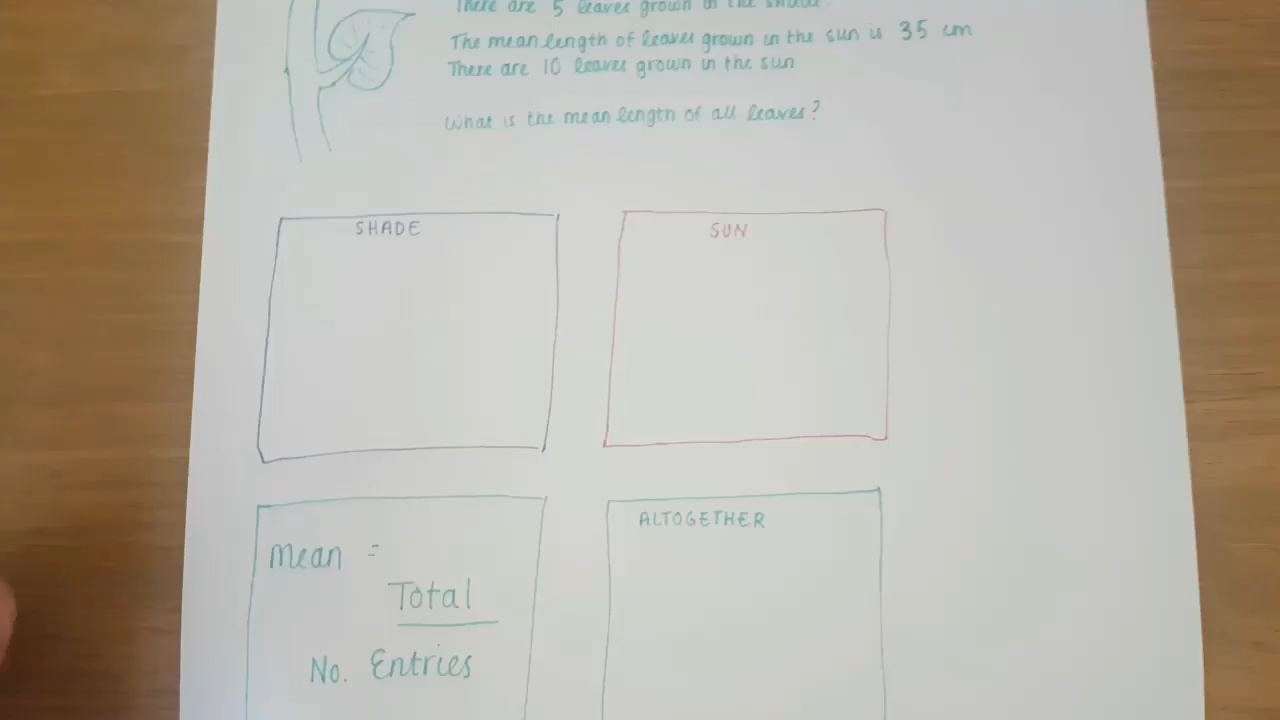 There are 5 leaves grown in the shade.
The mean length of leaves grown in the sun is 35 cm
There are 10 leaves grown in the sun
What is the mean length of all leaves?
SHADE
SUN
Mean =
Total
No. Entries
ALTOGETHER